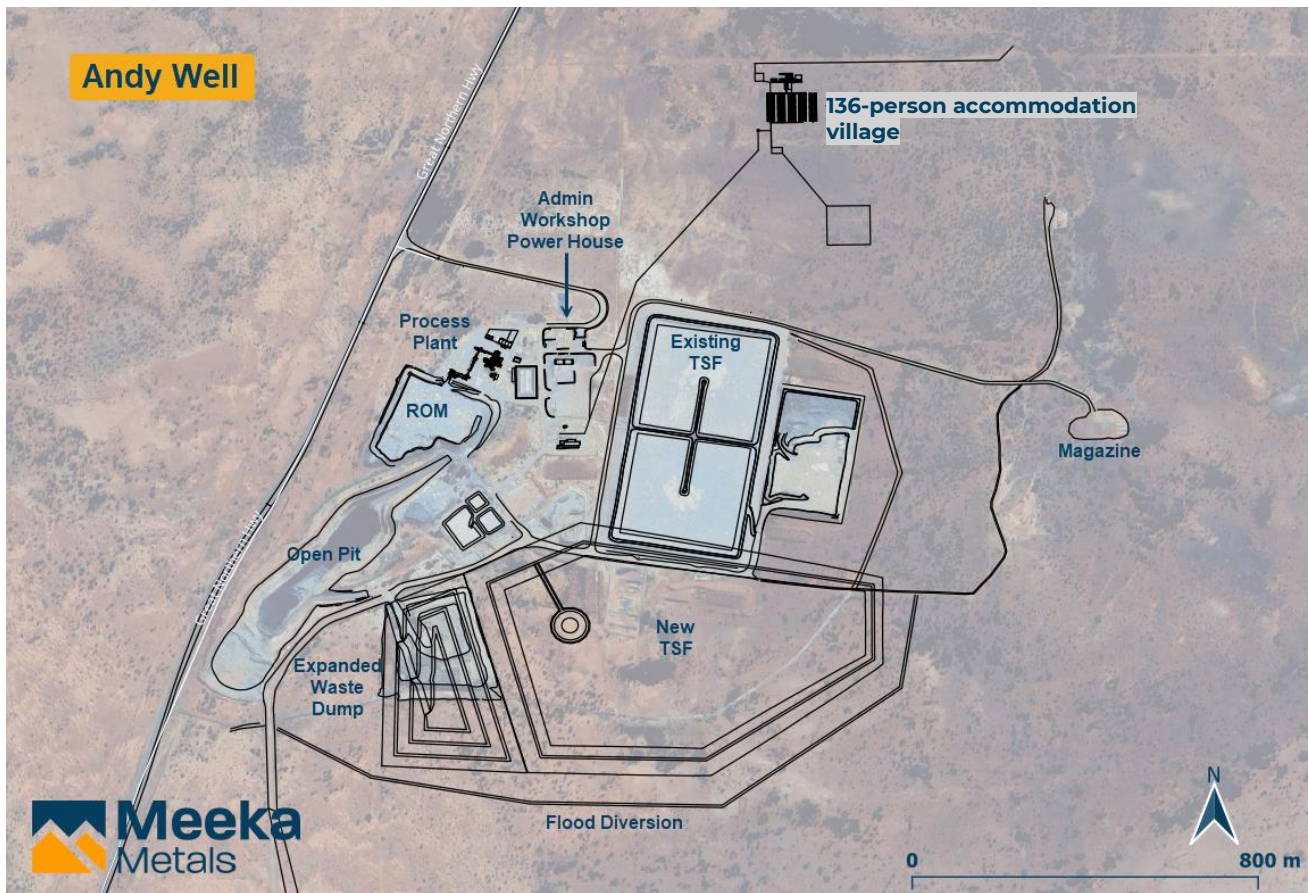 Andy Well
Great Northern Hwy
136-person accommodation
village
Admin
Workshop
Power House
Process
Plant
Existing
TSF
ROM
Magazine
Open Pit
Great Northern Hwy
New
TSF
Expanded
Waste
Dump
Flood Diversion
Meeka
Metals
N
0 800 m